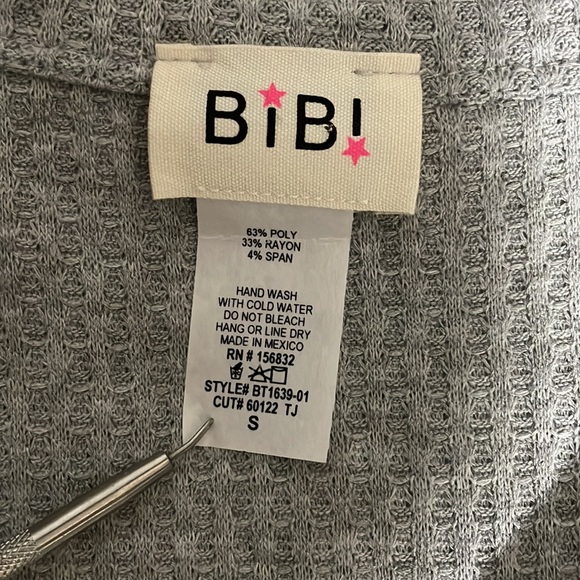 BiB!
63% POLY
33% RAYON
4% SPAN
HAND WASH
WITH COLD WATER
DO NOT BLEACH
HANG OR LINE DRY
MADE IN MEXICO
RN # 156832
STYLE# BT1639-01
CUT# 60122 TJ
S